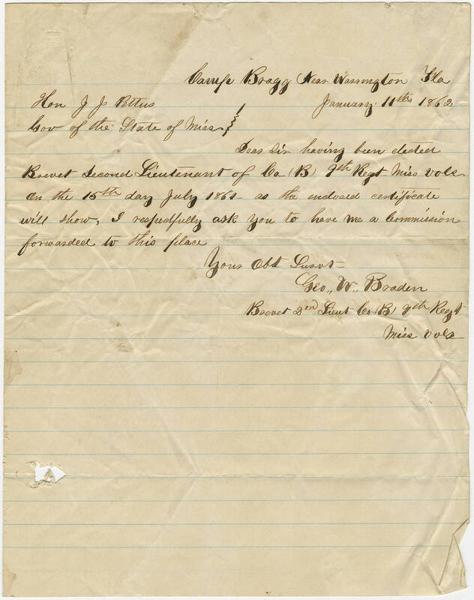 Camp Bragg Near Warrington Fla
January 11th 1862
Hon J. J. Pettus
Gov of the State of Miss
Dear Sir having been elected
Brevet Second Lieutenant of Co (B) 9th Regt Miss vols
on the 15th day July 1861 as the inclosed certificate
will show, I respectfully ask You to have me a Commission
forwarded to this place
Yours Obt Survt
Geo,, W,, Braden
Brevet 2nd Lieut Co (B) 9th Regt
Miss vols